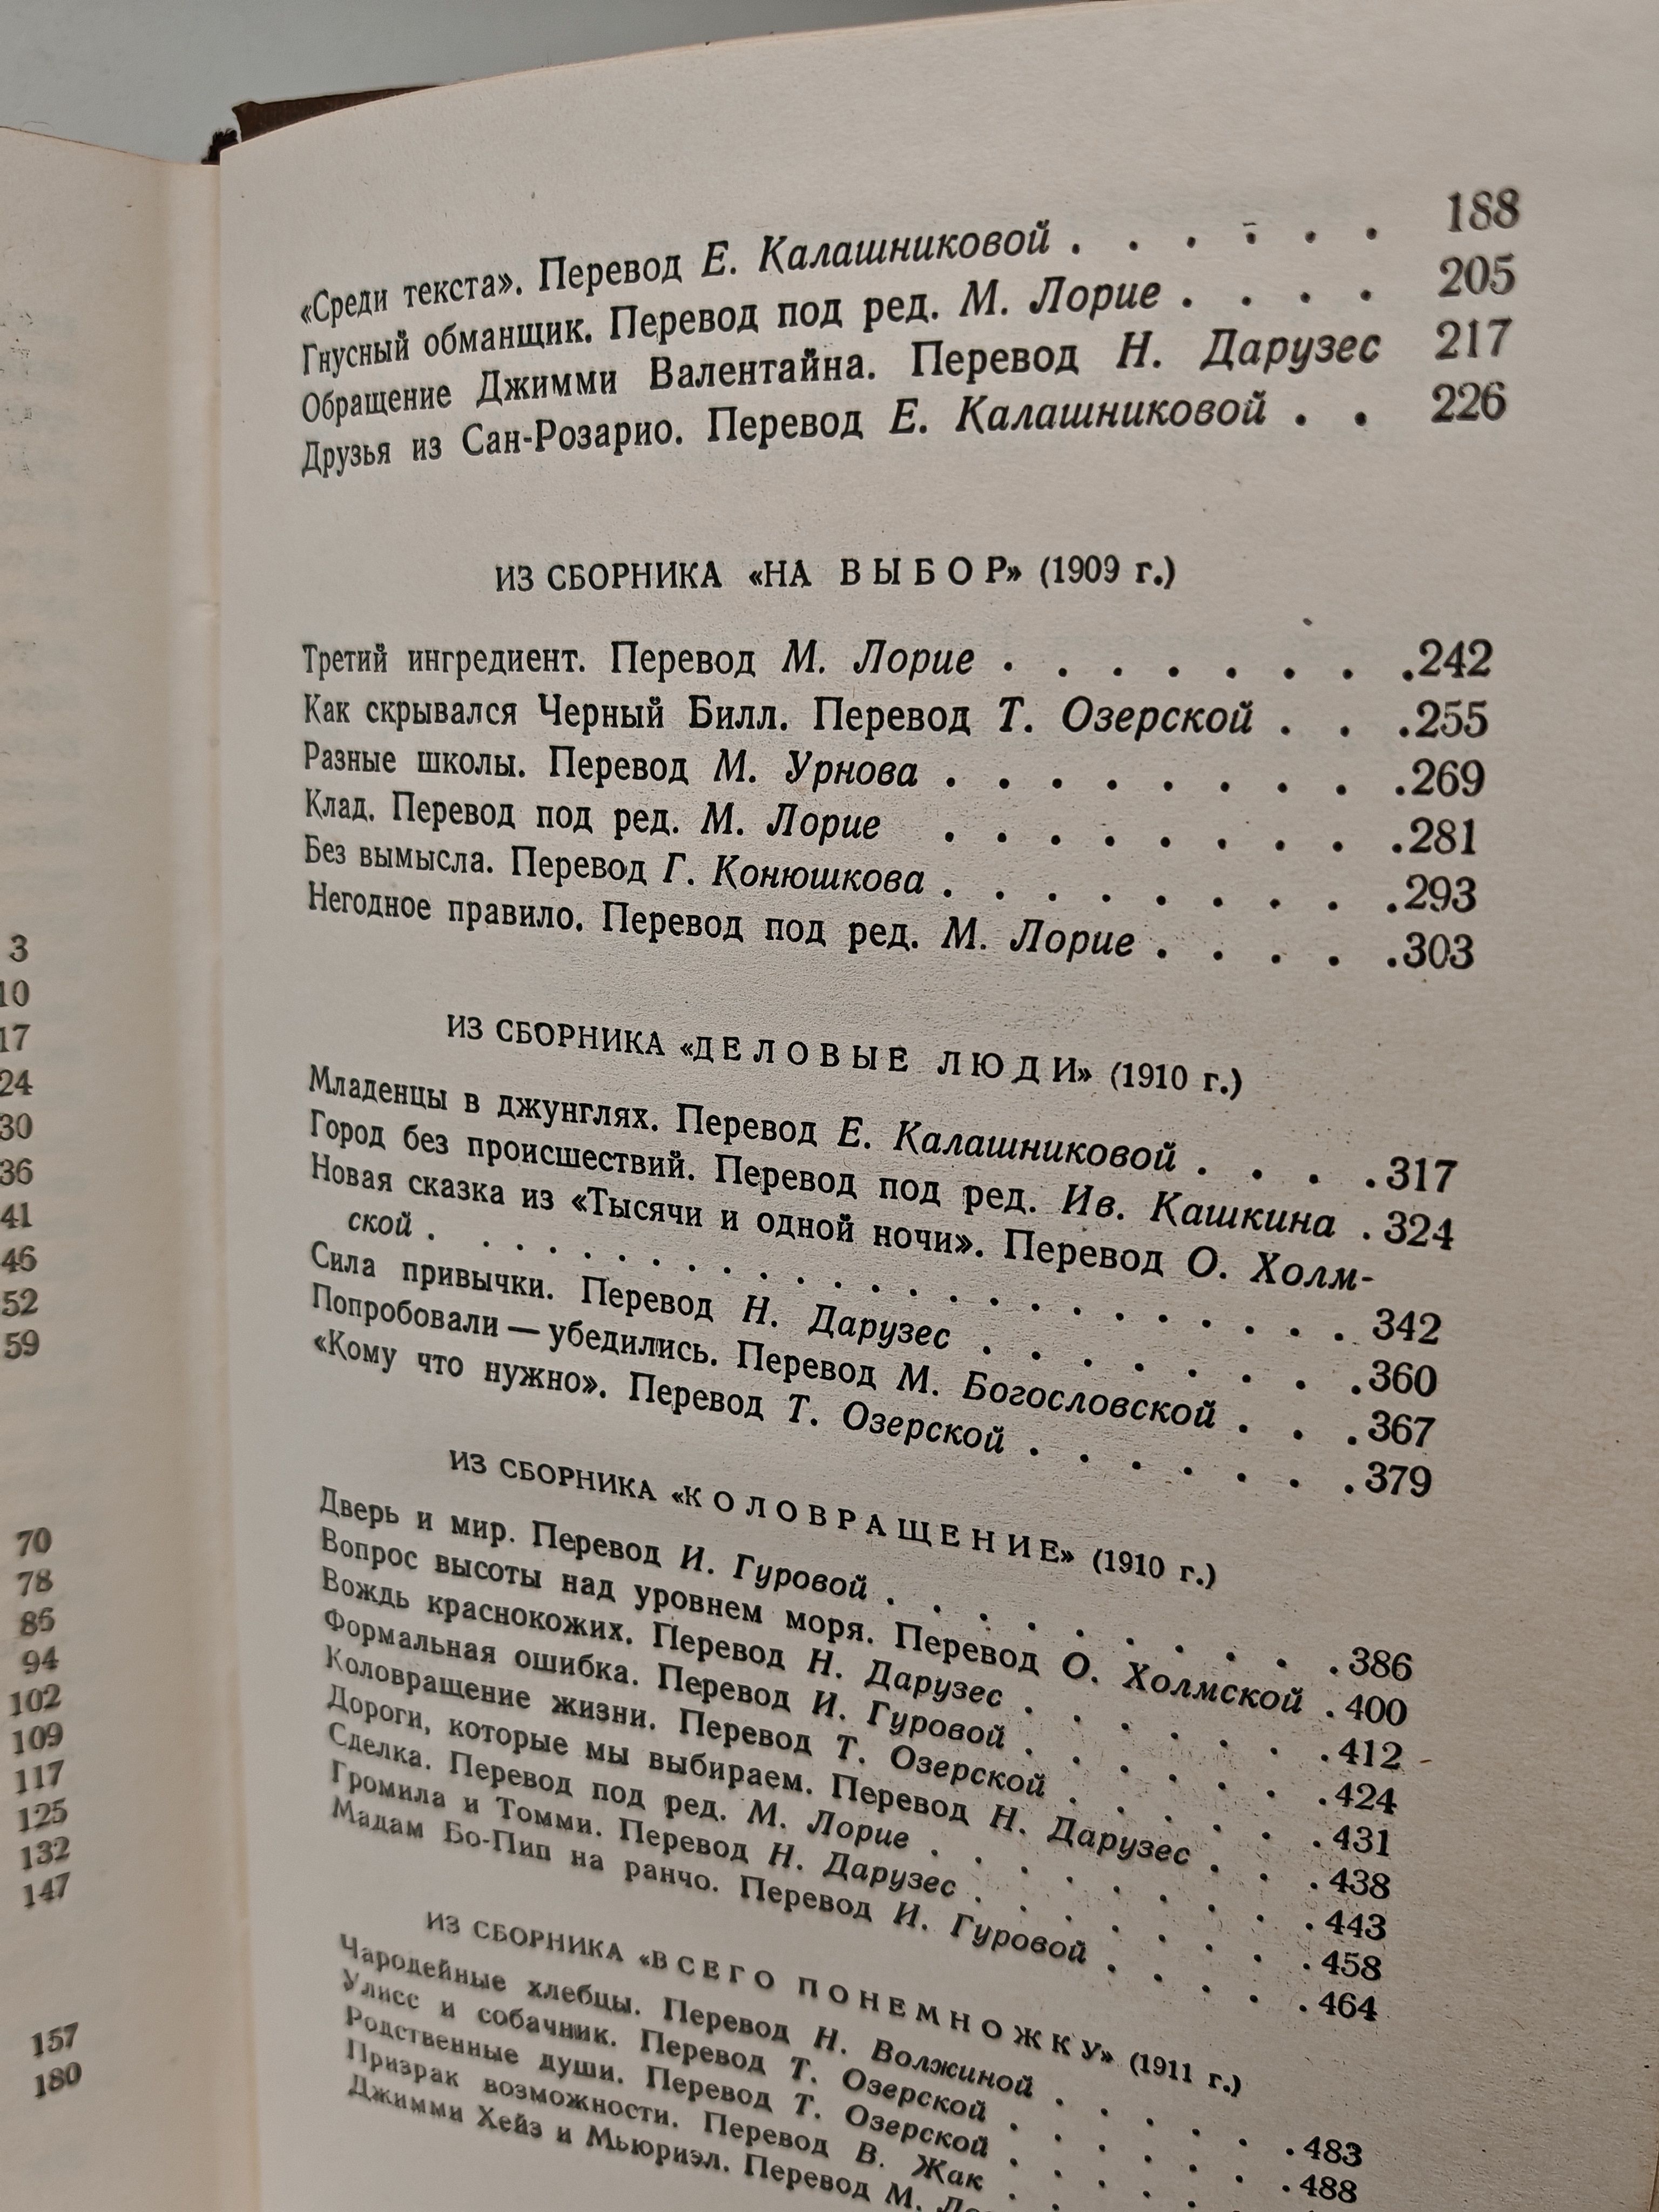 3
10
17
24
30
36
41
46
52
59
70
78
85
94
102
109
117
125
132
147
157
180
«Среди текста». Перевод Е. Калашниковой . . . . . . 188
Гнусный обманщик. Перевод под ред. М. Лорие . . . . 205
Обращение Джимми Валентайна. Перевод Н. Дарузес 217
Друзья из Сан-Розарио. Перевод Е. Калашниковой . . 226
ИЗ СБОРНИКА «НА ВЫБОР» (1909 г.)
Третий ингредиент. Перевод М. Лорие . . . . . . . . 242
Как скрывался Черный Билл. Перевод Т. Озерской . . . 255
Разные школы. Перевод М. Урнова . . . . . . . . . 269
Клад. Перевод под ред. М. Лорие . . . . . . . . . 281
Без вымысла. Перевод Г. Конюшкова . . . . . . . . . 293
Негодное правило. Перевод под ред. М. Лорие . . . . . 303
ИЗ СБОРНИКА «ДЕЛОВЫЕ ЛЮДИ» (1910 г.)
Младенцы в джунглях. Перевод Е. Калашниковой . . . . 317
Город без происшествий. Перевод под ред. Ив. Кашкина . 324
Новая сказка из «Тысячи и одной ночи». Перевод О. Холм-
ской . . . . . . . . . . . . . . . . . . 342
Сила привычки. Перевод Н. Дарузес . . . . . . . . 360
Попробовали — убедились. Перевод М. Богословской . . . 367
«Кому что нужно». Перевод Т. Озерской . . . . . . . 379
ИЗ СБОРНИКА «КОЛОВРАЩЕНИЕ» (1910 г.)
Дверь и мир. Перевод И. Гуровой . . . . . . . . . . 386
Вопрос высоты над уровнем моря. Перевод О. Холмской . 400
Вождь краснокожих. Перевод Н. Дарузес . . . . . . . 412
Формальная ошибка. Перевод И. Гуровой . . . . . . . 424
Коловращение жизни. Перевод Т. Озерской . . . . . . 431
Дороги, которые мы выбираем. Перевод Н. Дарузес . . . 438
Сделка. Перевод под ред. М. Лорие . . . . . . . . 443
Громила и Томми. Перевод Н. Дарузес . . . . . . . 458
Мадам Бо-Пип на ранчо. Перевод И. Гуровой . . . . . 464
ИЗ СБОРНИКА «ВСЕГО ПОНЕМНОЖКУ» (1911 г.)
Чародейные хлебцы. Перевод Н. Волжиной . . . . . . 483
Улисс и собачник. Перевод Т. Озерской . . . . . . . 488
Родственные души. Перевод Т. Озерской
Призрак возможности. Перевод В. Жак
Джимми Хейз и Мьюриэл. Перевод М.